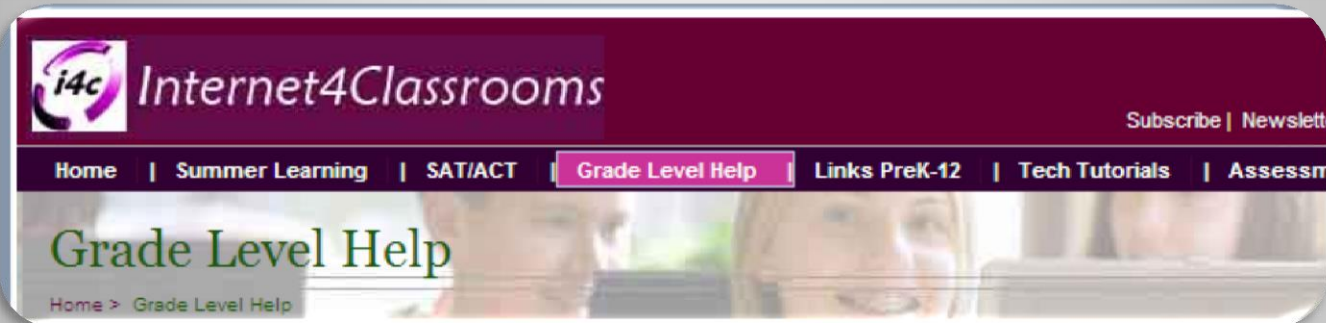 i4c Internet4Classrooms
Subscribe |
Home | Summer Learning | SAT/ACT | Grade Level Help | Links PreK-12 | Tech Tutorials |
Grade Level Help
Home > Grade Level Help